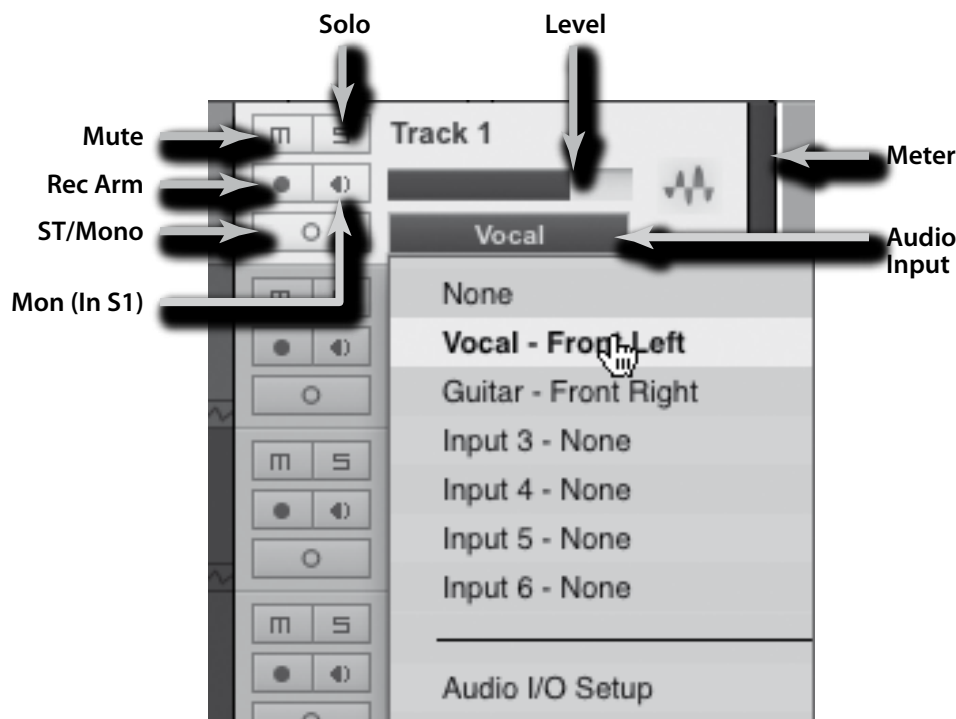 Solo
Level
Mute
m
S
Track 1
Meter
Rec Arm
ST/Mono
Vocal
Audio
Input
Mon (In S1)
m
None
Vocal - Front Left
Guitar - Front Right
Input 3 - None
m S
Input 4 - None
Input 5 - None
Input 6 - None
m S
Audio I/O Setup